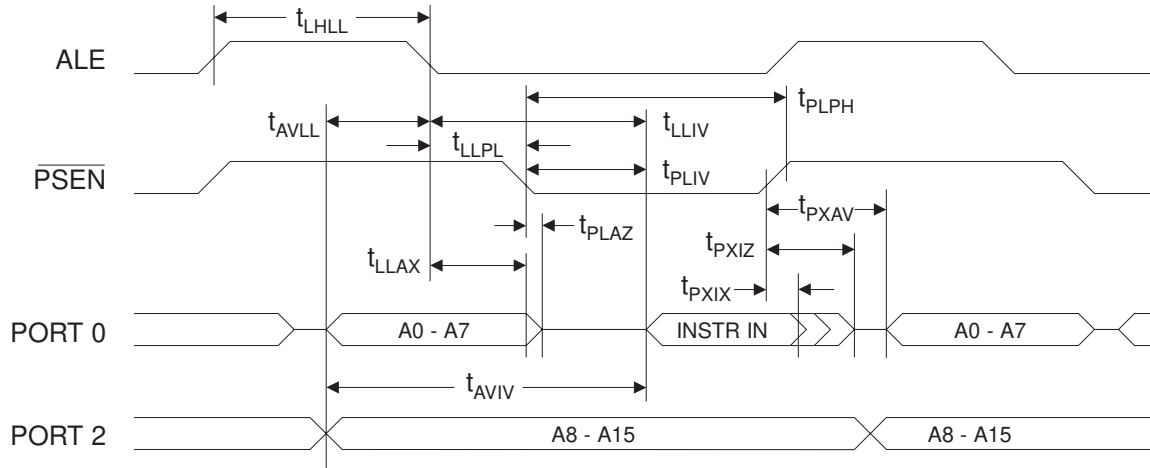 tLHLL
ALE
tPLPH
tAVLL
tLLIV
tLLPL
PSEN
tPLIV
tPXAV
tPLAZ
tPXIZ
tLLAX
tPXIX
PORT 0
A0 - A7
INSTR IN
A0 - A7
tAVIV
PORT 2
A8 - A15
A8 - A15